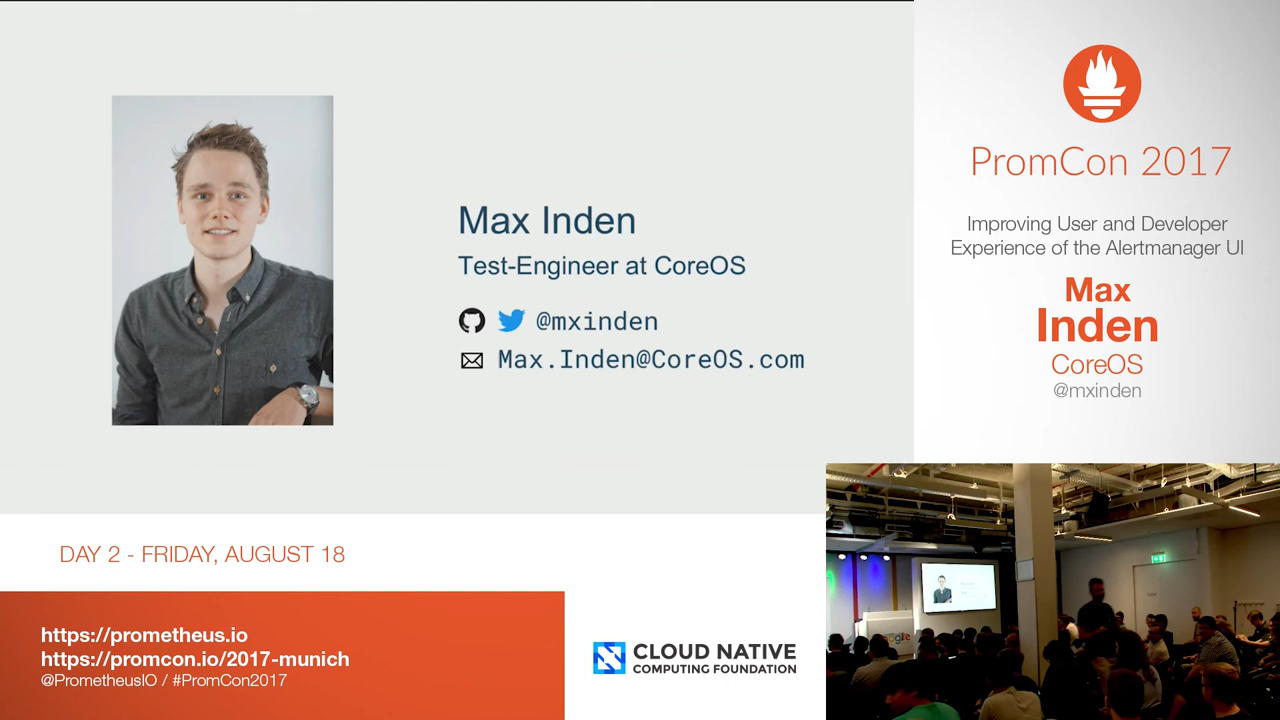 Max Inden
Test-Engineer at CoreOS
@mxinden
Max.Inden@CoreOS.com
PromCon 2017
Improving User and Developer
Experience of the Alertmanager UI
Max
Inden
CoreOS
@mxinden
DAY 2 - FRIDAY, AUGUST 18
https://prometheus.io
https://promcon.io/2017-munich
@PrometheusIO / #PromCon2017
CLOUD NATIVE
COMPUTING FOUNDATION
Google